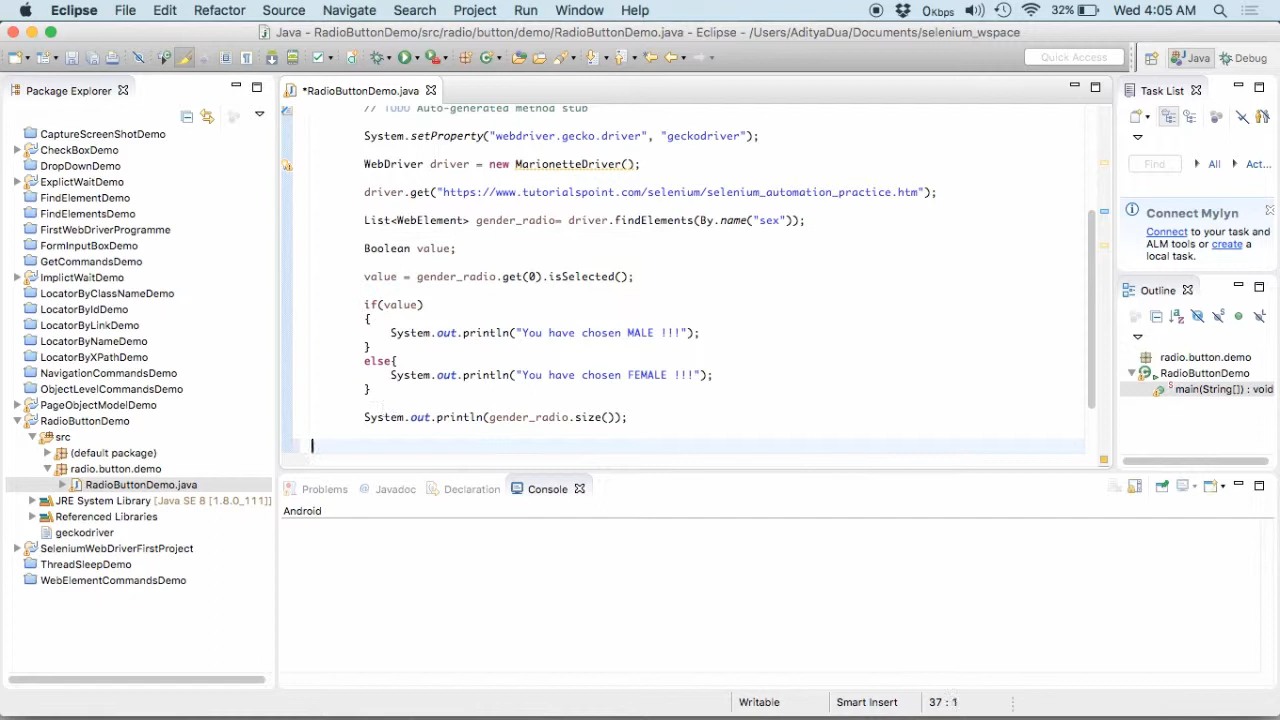 Eclipse File Edit Refactor Source Navigate Search Project Run Window Help 0Kbps 32% Wed 4:05 AM
Java - RadioButtonDemo/src/radio/button/demo/RadioButtonDemo.java - Eclipse - /Users/AdityaDua/Documents/selenium_wspace
Quick Access Java Debug
Package Explorer
CaptureScreenShotDemo
CheckBoxDemo
DropDownDemo
ExplictWaitDemo
FindElementDemo
FindElementsDemo
FirstWebDriverProgramme
FormInputBoxDemo
GetCommandsDemo
ImplictWaitDemo
LocatorByClassNameDemo
LocatorByIdDemo
LocatorByLinkDemo
LocatorByNameDemo
LocatorByXPathDemo
NavigationCommandsDemo
ObjectLevelCommandsDemo
PageObjectModelDemo
RadioButtonDemo
src
(default package)
radio.button.demo
RadioButtonDemo.java
JRE System Library [Java SE 8 [1.8.0_111]]
Referenced Libraries
geckodriver
SeleniumWebDriverFirstProject
ThreadSleepDemo
WebElementCommandsDemo
*RadioButtonDemo.java
// TODO Auto-generated method stub
System.setProperty("webdriver.gecko.driver", "geckodriver");
WebDriver driver = new MarionetteDriver();
driver.get("https://www.tutorialspoint.com/selenium/selenium_automation_practice.htm");
List<WebElement> gender_radio= driver.findElements(By.name("sex"));
Boolean value;
value = gender_radio.get(0).isSelected();
if(value)
{
System.out.println("You have chosen MALE !!!");
}
else{
System.out.println("You have chosen FEMALE !!!");
}
System.out.println(gender_radio.size());
Task List
Find All Act...
Connect Mylyn
Connect to your task and
ALM tools or create a
local task.
Outline
radio.button.demo
RadioButtonDemo
main(String[]) : void
Problems Javadoc Declaration Console
Android
Writable Smart Insert 37 : 1